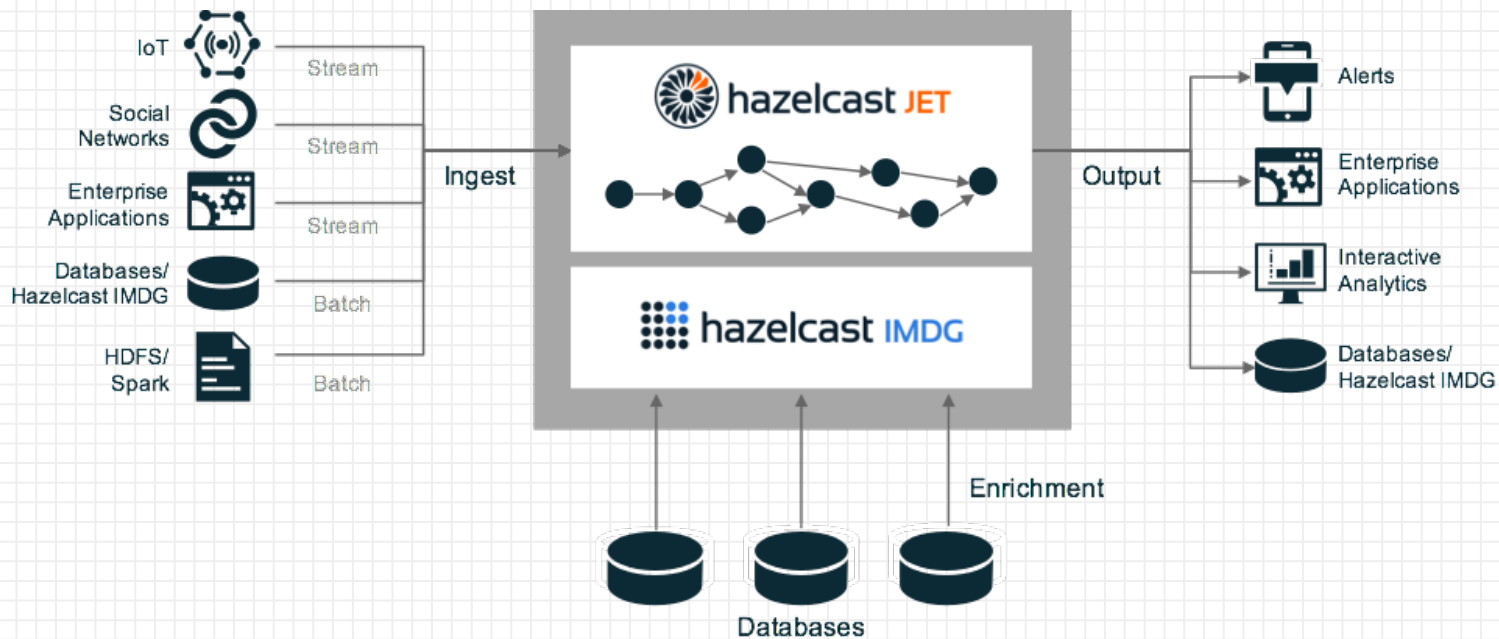 IoT
Stream
Social
Networks
Stream
Enterprise
Applications
Stream
Databases/
Hazelcast IMDG
Batch
HDFS/
Spark
Batch
Ingest
hazelcast JET
hazelcast IMDG
Output
Alerts
Enterprise
Applications
Interactive
Analytics
Databases/
Hazelcast IMDG
Enrichment
Databases